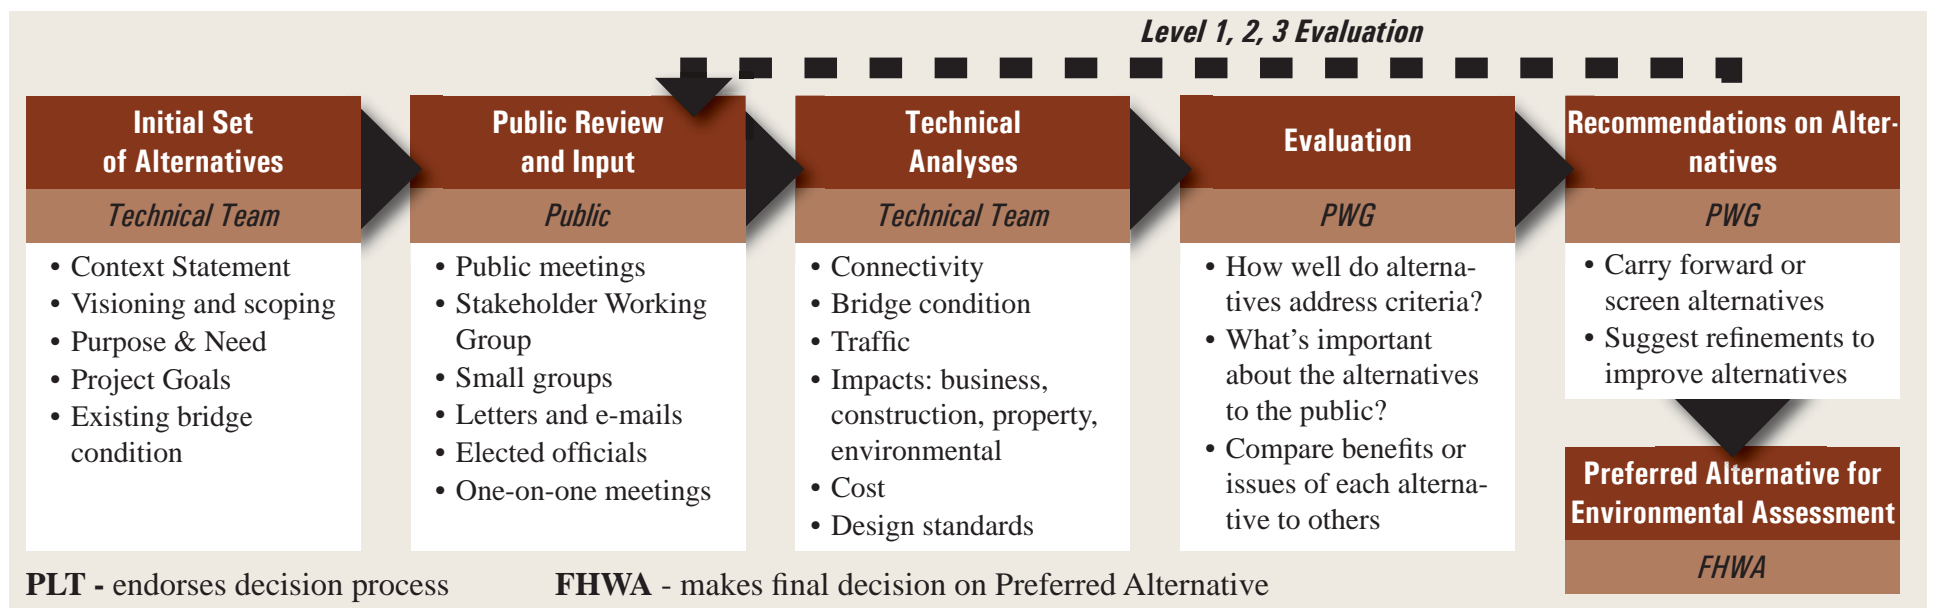 Level 1, 2, 3 Evaluation
Initial Set
of Alternatives
Technical Team
• Context Statement
• Visioning and scoping
• Purpose & Need
• Project Goals
• Existing bridge
condition
Public Review
and Input
Public
• Public meetings
• Stakeholder Working
Group
• Small groups
• Letters and e-mails
• Elected officials
• One-on-one meetings
Technical
Analyses
Technical Team
• Connectivity
• Bridge condition
• Traffic
• Impacts: business,
construction, property,
environmental
• Cost
• Design standards
Evaluation
PWG
• How well do alterna-
tives address criteria?
• What's important
about the alternatives
to the public?
• Compare benefits or
issues of each alterna-
tive to others
Recommendations on Alter-
natives
PWG
• Carry forward or
screen alternatives
• Suggest refinements to
improve alternatives
Preferred Alternative for
Environmental Assessment
FHWA
PLT - endorses decision process
FHWA - makes final decision on Preferred Alternative